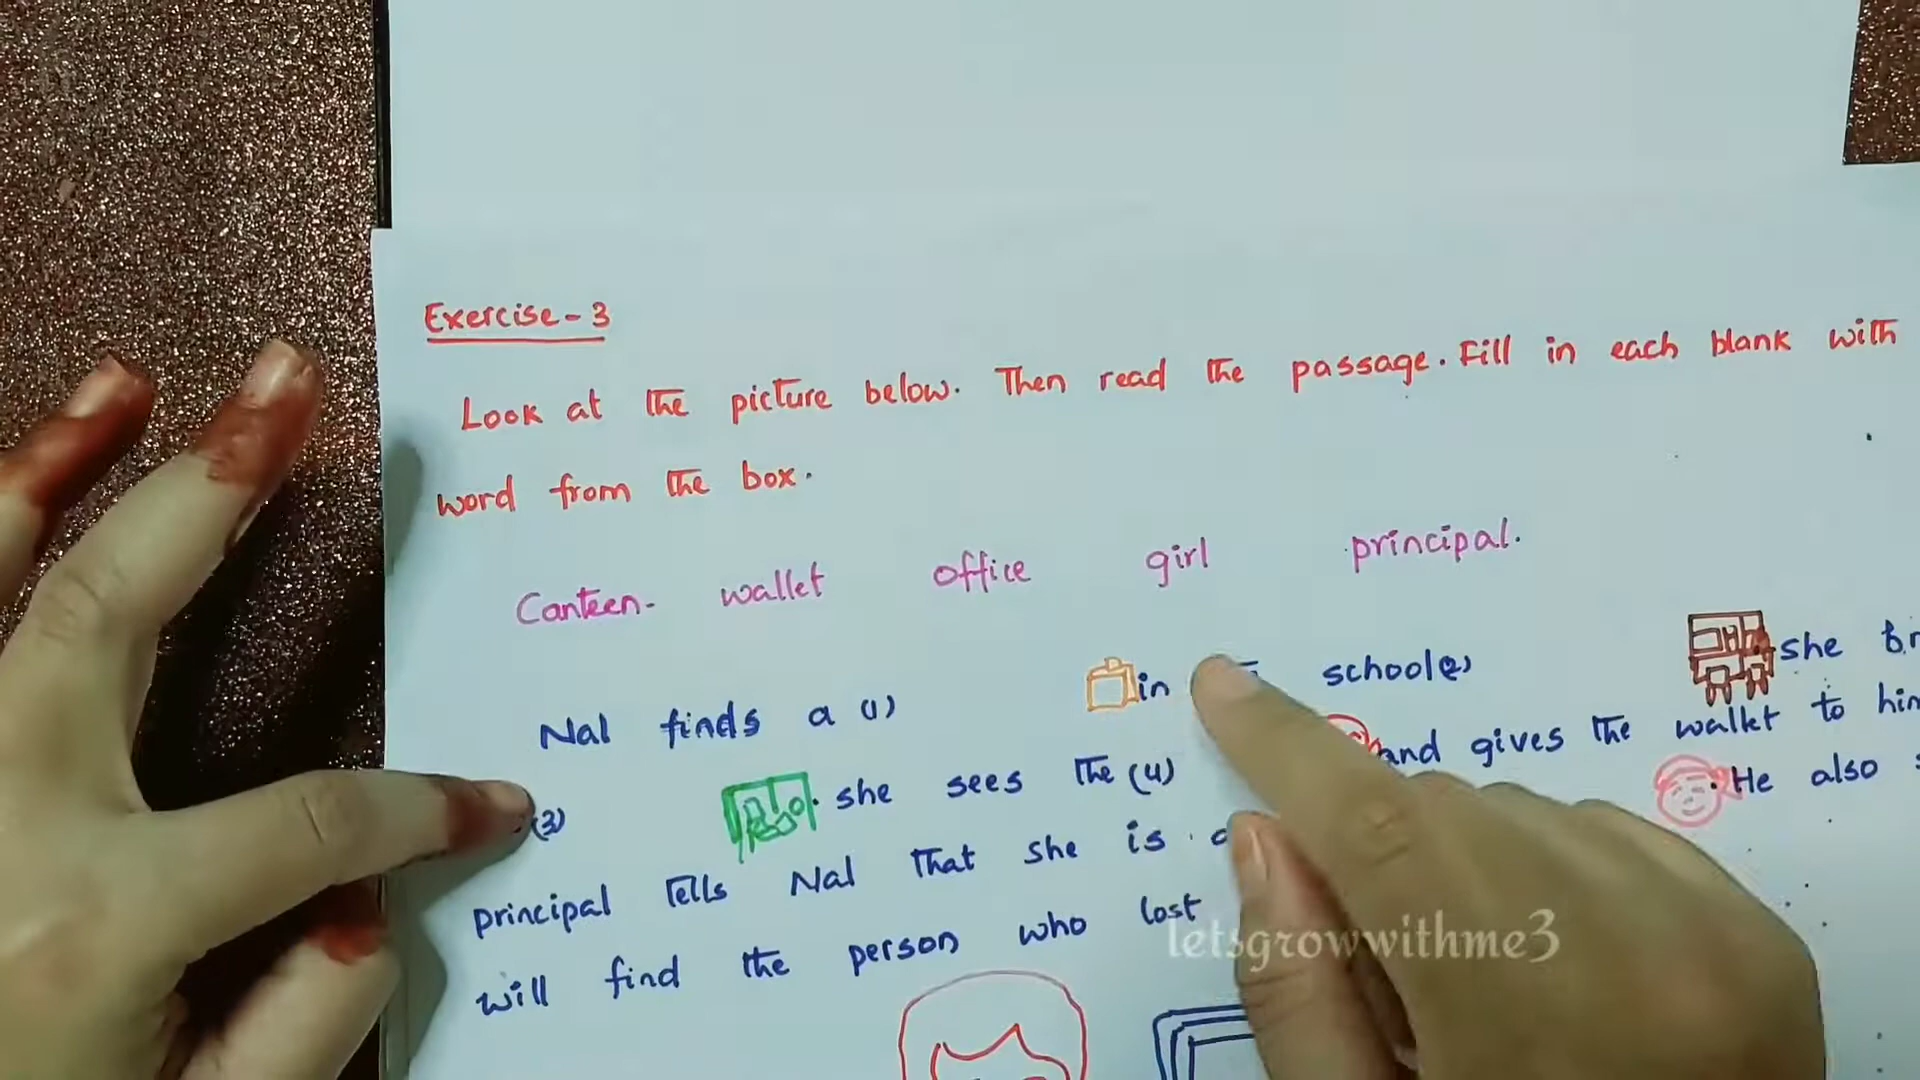 Exercise-3
Look at the picture below. Then read the passage. Fill in each blank with
word from the box.
Canteen- wallet office girl principal.
Nal finds a (1) in school(2) she
(3) . she sees the (4) and gives the wallet to him
principal tells Nal that she is . He also
will find the person who lost
letsgrowwithme3